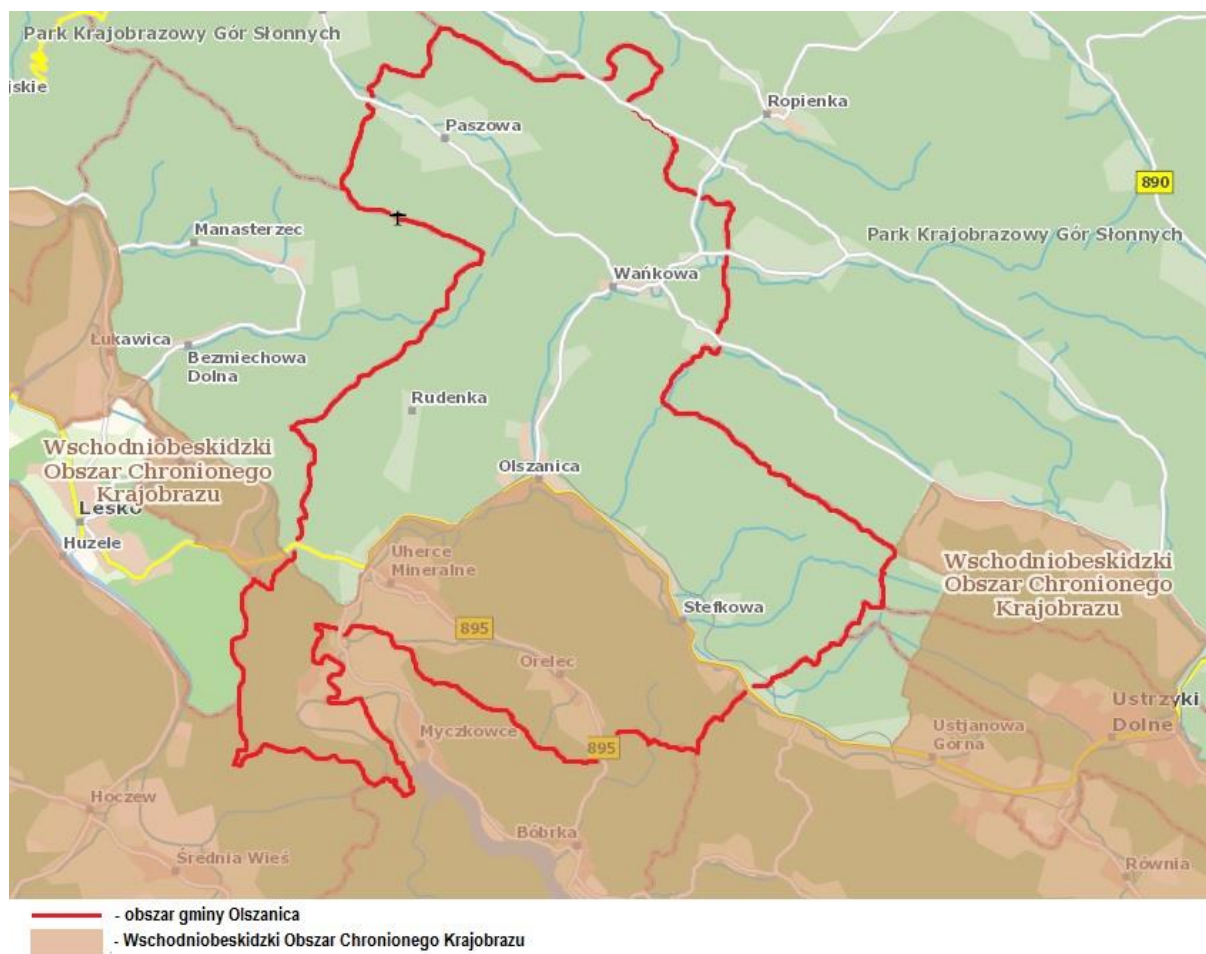 Park Krajobrazowy Gór Słonnych
jskie
Ropienka
Paszowa
890
Manasterzec
Park Krajobrazowy Gór Słonnych
Wańkowa
Łukawica
Bezmiechowa
Dolna
Rudenka
Wschodniobeskidzki
Obszar Chronionego
Krajobrazu
Olszanica
Lesko
Huzele
Uherce
Mineralne
Wschodniobeskidzki
Obszar Chronionego
Krajobrazu
Stefkowa
895
Orelec
Ustrzyki
Dolne
Ustjanowa
Górna
Myczkowce
895
Hoczew
Bóbrka
Średnia Wieś
Równia
- obszar gminy Olszanica
- Wschodniobeskidzki Obszar Chronionego Krajobrazu